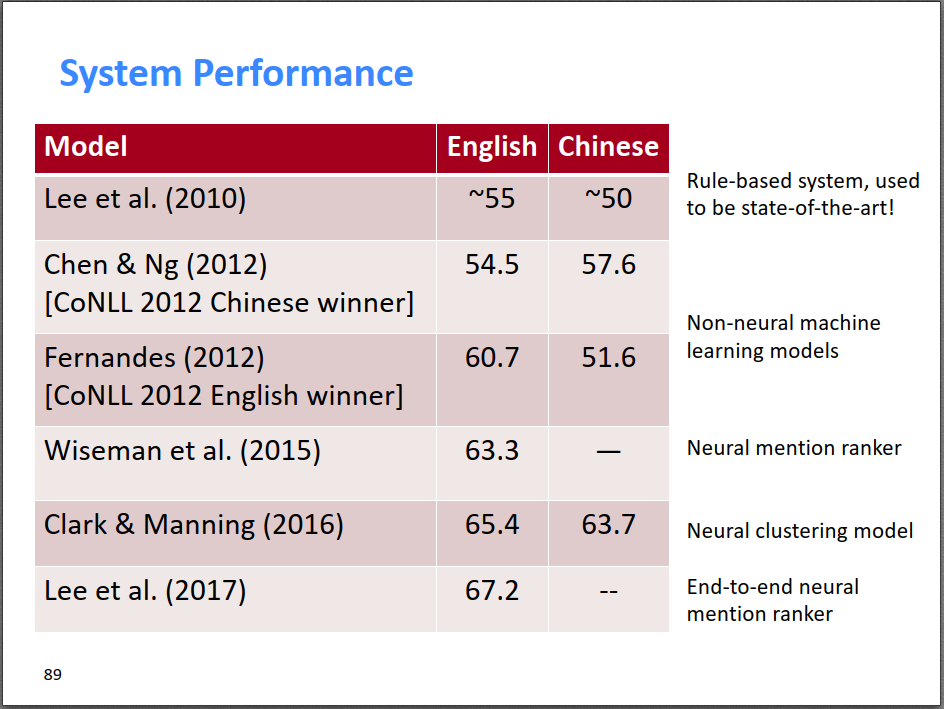 System Performance
Model English Chinese
Lee et al. (2010) ~55 ~50
Rule-based system, used
to be state-of-the-art!
Chen & Ng (2012) 54.5 57.6
[CoNLL 2012 Chinese winner]
Non-neural machine
learning models
Fernandes (2012) 60.7 51.6
[CoNLL 2012 English winner]
Wiseman et al. (2015) 63.3 —
Neural mention ranker
Clark & Manning (2016) 65.4 63.7
Neural clustering model
Lee et al. (2017) 67.2 --
End-to-end neural
mention ranker
89